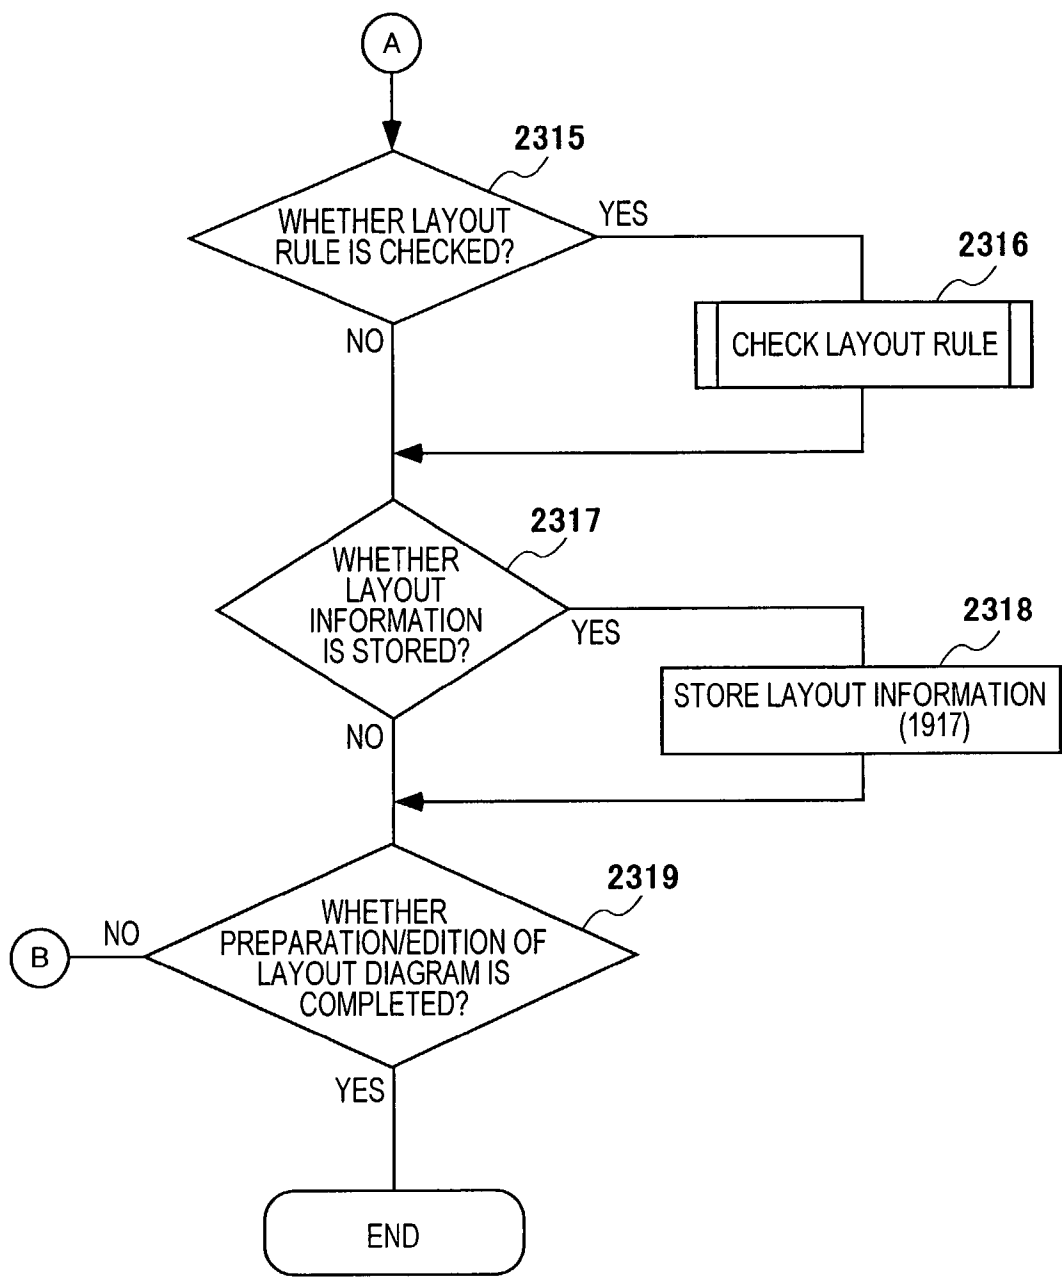 A
2315
WHETHER LAYOUT
RULE IS CHECKED?
YES
2316
CHECK LAYOUT RULE
NO
2317
WHETHER
LAYOUT
INFORMATION
IS STORED?
YES
2318
STORE LAYOUT INFORMATION
(1917)
NO
2319
WHETHER
PREPARATION/EDITION OF
LAYOUT DIAGRAM IS
COMPLETED?
NO
B
YES
END